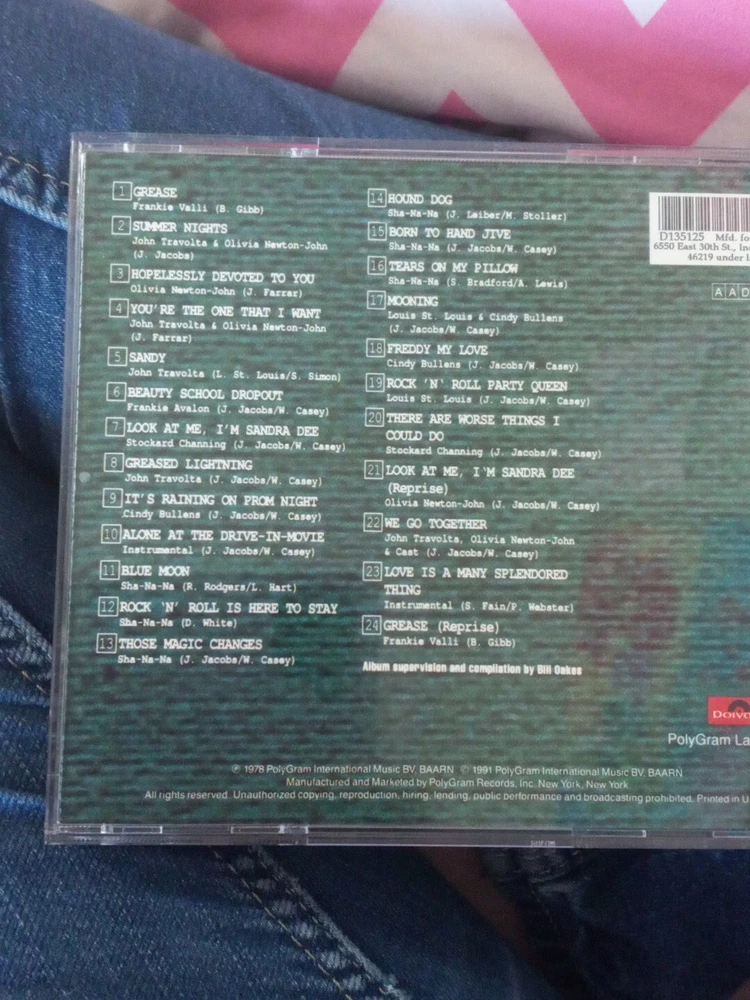 1 GREASE
Frankie Valli (B. Gibb)
2 SUMMER NIGHTS
John Travolta & Olivia Newton-John
(J. Jacobs)
3 HOPELESSLY DEVOTED TO YOU
Olivia Newton-John (J. Farrar)
4 YOU'RE THE ONE THAT I WANT
John Travolta & Olivia Newton-John
(J. Farrar)
5 SANDY
John Travolta (L. St. Louis/S. Simon)
6 BEAUTY SCHOOL DROPOUT
Frankie Avalon (J. Jacobs/W. Casey)
7 LOOK AT ME, I'M SANDRA DEE
Stockard Channing (J. Jacobs/W. Casey)
8 GREASED LIGHTNING
John Travolta (J. Jacobs/W. Casey)
9 IT'S RAINING ON PROM NIGHT
Cindy Bullens (J. Jacobs/W. Casey)
10 ALONE AT THE DRIVE-IN-MOVIE
Instrumental (J. Jacobs/W. Casey)
11 BLUE MOON
Sha-Na-Na (R. Rodgers/L. Hart)
12 ROCK 'N' ROLL IS HERE TO STAY
Sha-Na-Na (D. White)
13 THOSE MAGIC CHANGES
Sha-Na-Na (J. Jacobs/W. Casey)
14 HOUND DOG
Sha-Na-Na (J. Leiber/M. Stoller)
15 BORN TO HAND JIVE
Sha-Na-Na (J. Jacobs/W. Casey)
16 TEARS ON MY PILLOW
Sha-Na-Na (S. Bradford/A. Lewis)
17 MOONING
Louis St. Louis & Cindy Bullens
(J. Jacobs/W. Casey)
18 FREDDY MY LOVE
Cindy Bullens (J. Jacobs/W. Casey)
19 ROCK 'N' ROLL PARTY QUEEN
Louis St. Louis (J. Jacobs/W. Casey)
20 THERE ARE WORSE THINGS I
COULD DO
Stockard Channing (J. Jacobs/W. Casey)
21 LOOK AT ME, I'M SANDRA DEE
(Reprise)
Olivia Newton-John (J. Jacobs/W. Casey)
22 WE GO TOGETHER
John Travolta, Olivia Newton-John
& Cast (J. Jacobs/W. Casey)
23 LOVE IS A MANY SPLENDORED
THING
Instrumental (S. Fain/P. Webster)
24 GREASE (Reprise)
Frankie Valli (B. Gibb)
Album supervision and compilation by Bill Oakes
D135125 Mfd. fo
6550 East 30th St., In
46219 under l
A A D
PolyGram La
℗ 1978 PolyGram International Music BV, BAARN © 1991 PolyGram International Music BV, BAARN
Manufactured and Marketed by PolyGram Records, Inc. New York, New York
All rights reserved. Unauthorized copying, reproduction, hiring, lending, public performance and broadcasting prohibited. Printed in U